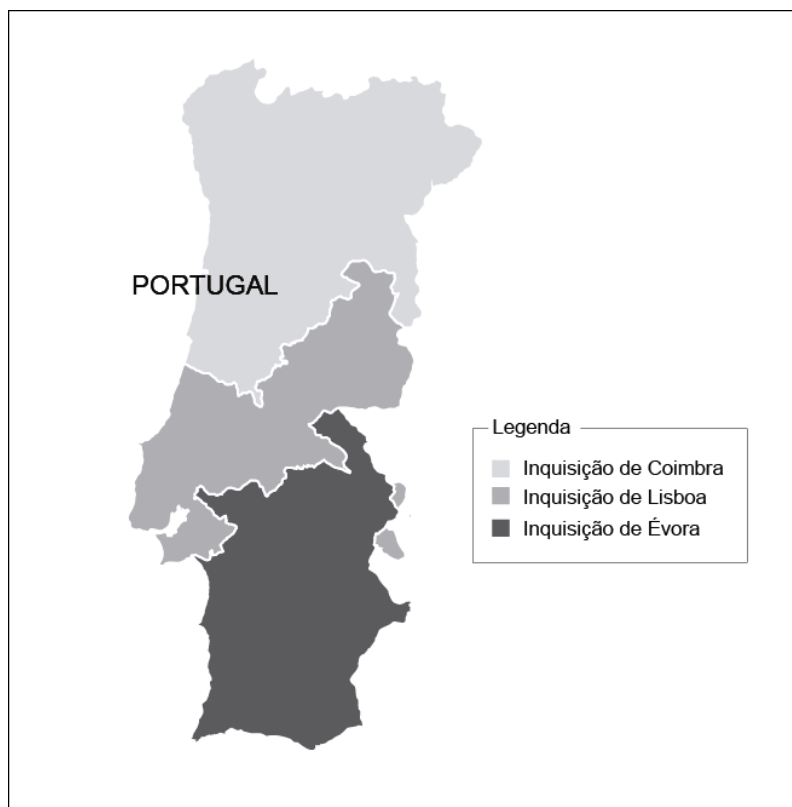 PORTUGAL
Legenda
Inquisição de Coimbra
Inquisição de Lisboa
Inquisição de Évora